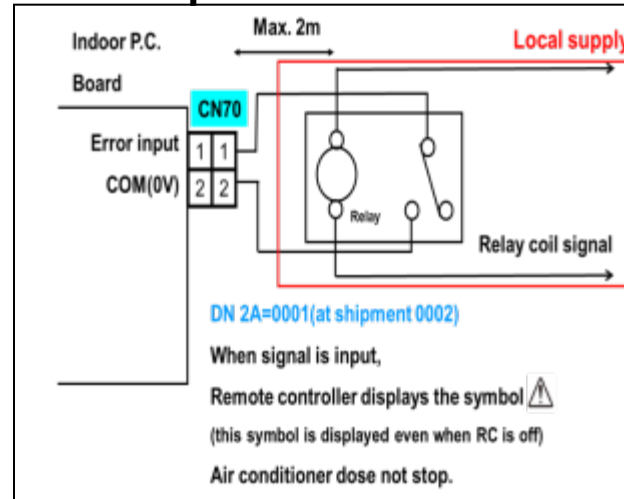 Max. 2m
Indoor P.C.
Board
Local supply
CN70
Error input 1 1
COM(0V) 2 2
Relay
Relay coil signal
DN 2A=0001(at shipment 0002)
When signal is input,
Remote controller displays the symbol ⚠
(this symbol is displayed even when RC is off)
Air conditioner dose not stop.